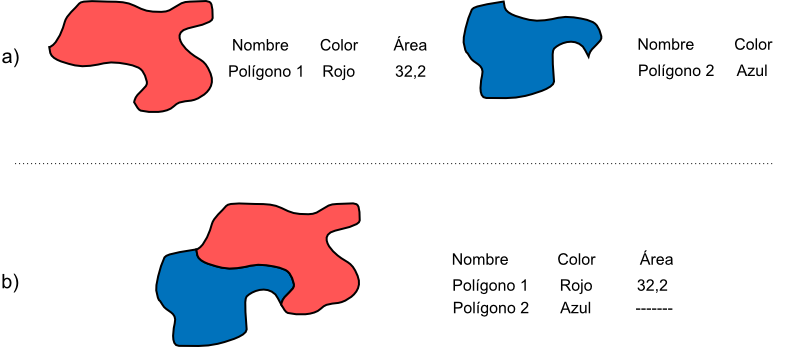 a)
Nombre Color Área
Polígono 1 Rojo 32,2
Nombre Color
Polígono 2 Azul
b)
Nombre Color Área
Polígono 1 Rojo 32,2
Polígono 2 Azul -------